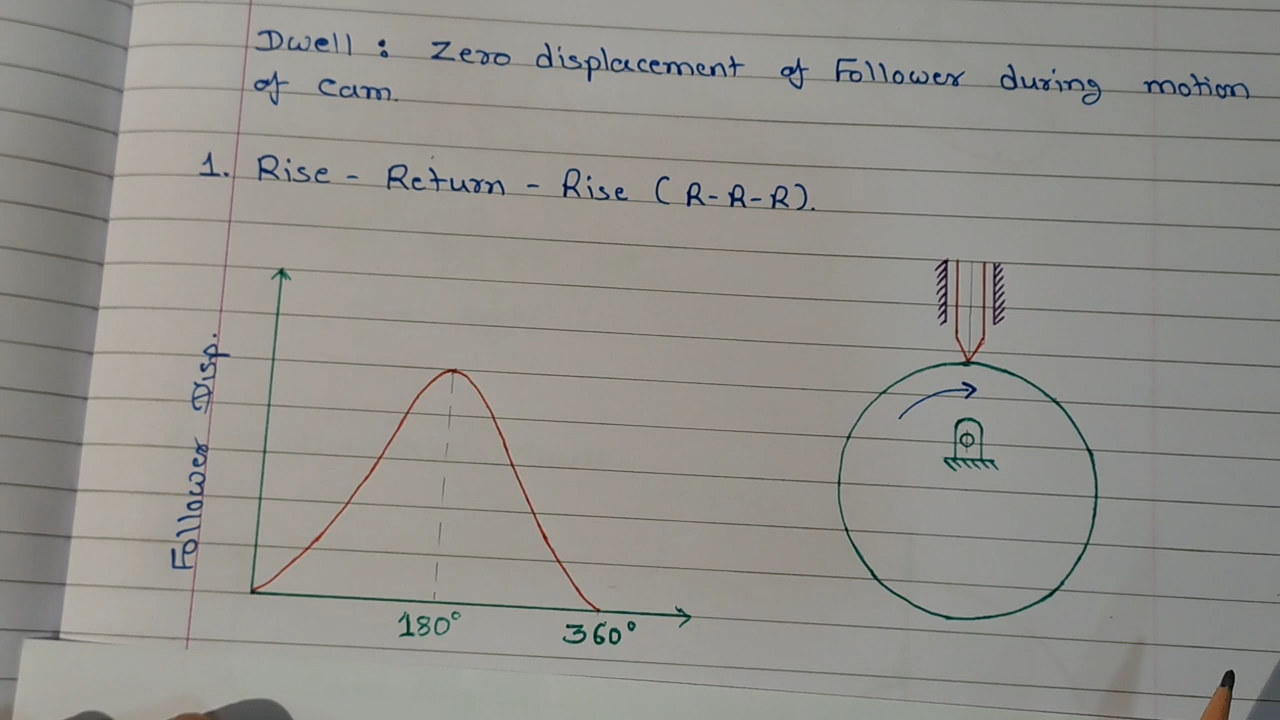 Dwell : Zero displacement of Follower during motion
of Cam.
1. Rise - Return - Rise (R-R-R).
Follower Disp.
180°
360°